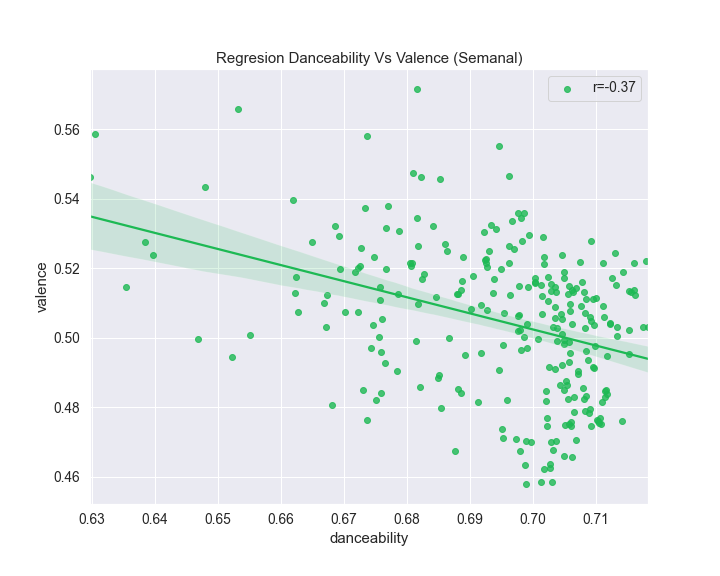 Regresion Danceability Vs Valence (Semanal)
r=-0.37
valence
0.56
0.54
0.52
0.50
0.48
0.46
0.63 0.64 0.65 0.66 0.67 0.68 0.69 0.70 0.71
danceability